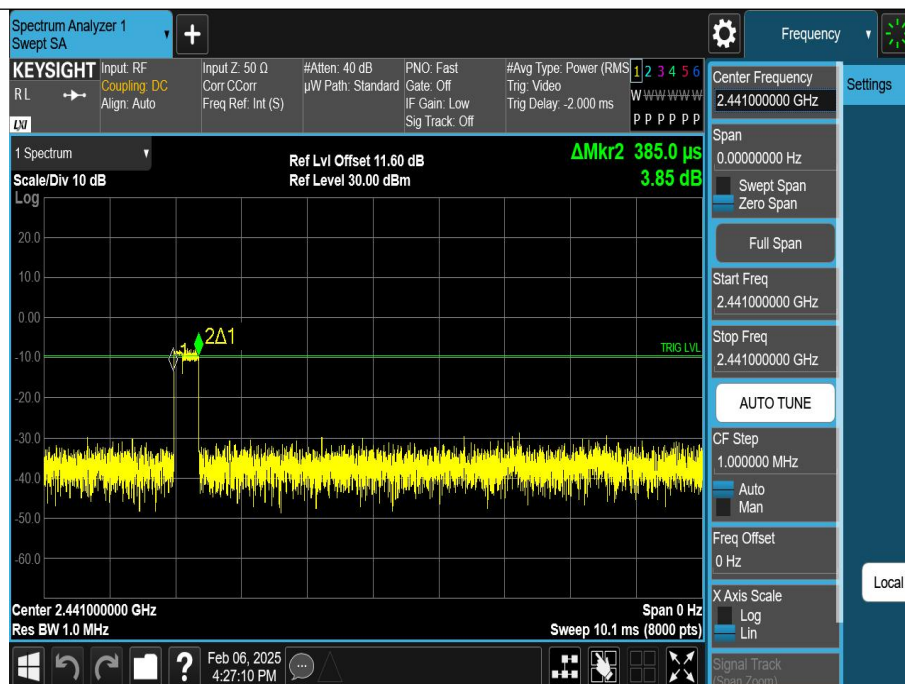 Spectrum Analyzer 1
Swept SA
Frequency
KEYSIGHT
RL
LXI
Input: RF
Coupling: DC
Align: Auto
Input Z: 50 Ω
Corr CCorr
Freq Ref: Int (S)
#Atten: 40 dB
µW Path: Standard
PNO: Fast
Gate: Off
IF Gain: Low
Sig Track: Off
#Avg Type: Power (RMS
Trig: Video
Trig Delay: -2.000 ms
1 2 3 4 5 6
W W W W W W
P P P P P P
1 Spectrum
Scale/Div 10 dB
Log
Ref Lvl Offset 11.60 dB
Ref Level 30.00 dBm
ΔMkr2 385.0 µs
3.85 dB
20.0
10.0
0.00
-10.0
-20.0
-30.0
-40.0
-50.0
-60.0
1
2Δ1
TRIG LVL
Center 2.441000000 GHz
Res BW 1.0 MHz
Span 0 Hz
Sweep 10.1 ms (8000 pts)
Feb 06, 2025
4:27:10 PM
Center Frequency
2.441000000 GHz
Span
0.00000000 Hz
Swept Span
Zero Span
Full Span
Start Freq
2.441000000 GHz
Stop Freq
2.441000000 GHz
AUTO TUNE
CF Step
1.000000 MHz
Auto
Man
Freq Offset
0 Hz
X Axis Scale
Log
Lin
Signal Track
(Span Zoom)
Settings
Local